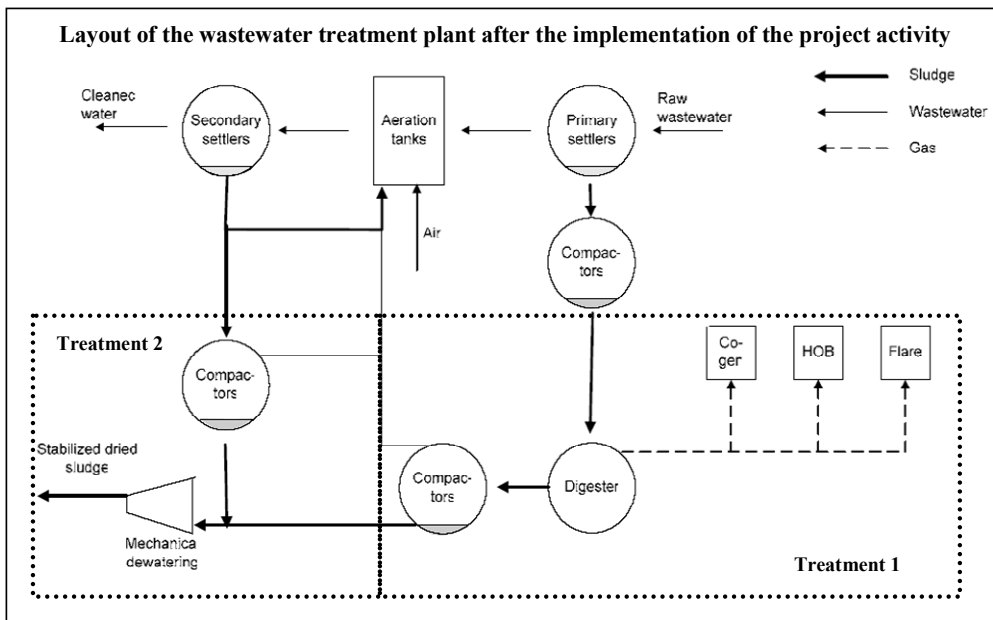 Layout of the wastewater treatment plant after the implementation of the project activity
Cleanec
water
Secondary
settlers
Aeration
tanks
Primary
settlers
Raw
wastewater
Sludge
Wastewater
Gas
Air
Compac-
tors
Treatment 2
Compac-
tors
Co-
ger
HOB
Flare
Stabilized dried
sludge
Compac-
tors
Digester
Mechanica
dewatering
Treatment 1